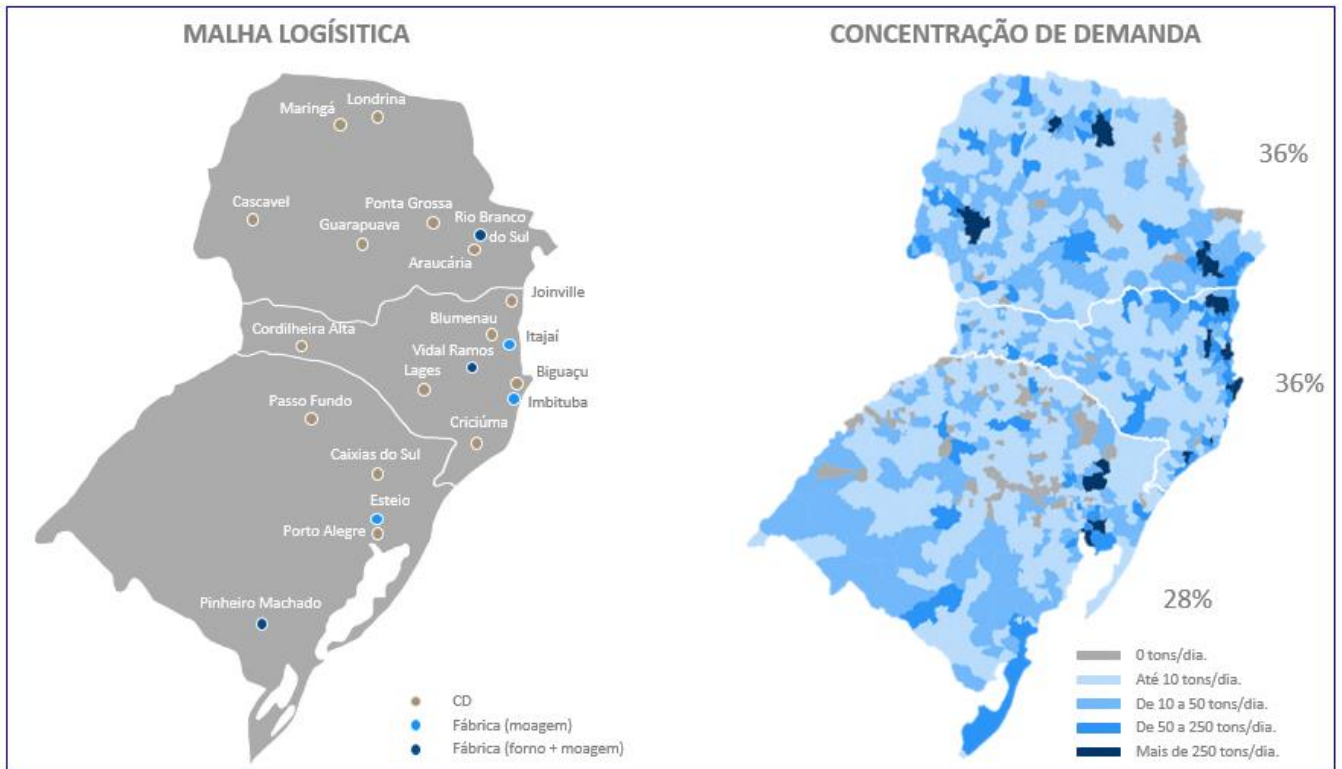 MALHA LOGÍSITICA
Maringá
Londrina
Cascavel
Ponta Grossa
Guarapuava
Rio Branco
do Sul
Araucária
Joinville
Cordilheira Alta
Blumenau
Itajaí
Vidal Ramos
Lages
Biguaçu
Imbituba
Passo Fundo
Criciúma
Caixias do Sul
Esteio
Porto Alegre
Pinheiro Machado
CD
Fábrica (moagem)
Fábrica (forno + moagem)
CONCENTRAÇÃO DE DEMANDA
36%
36%
28%
0 tons/dia.
Até 10 tons/dia.
De 10 a 50 tons/dia.
De 50 a 250 tons/dia.
Mais de 250 tons/dia.